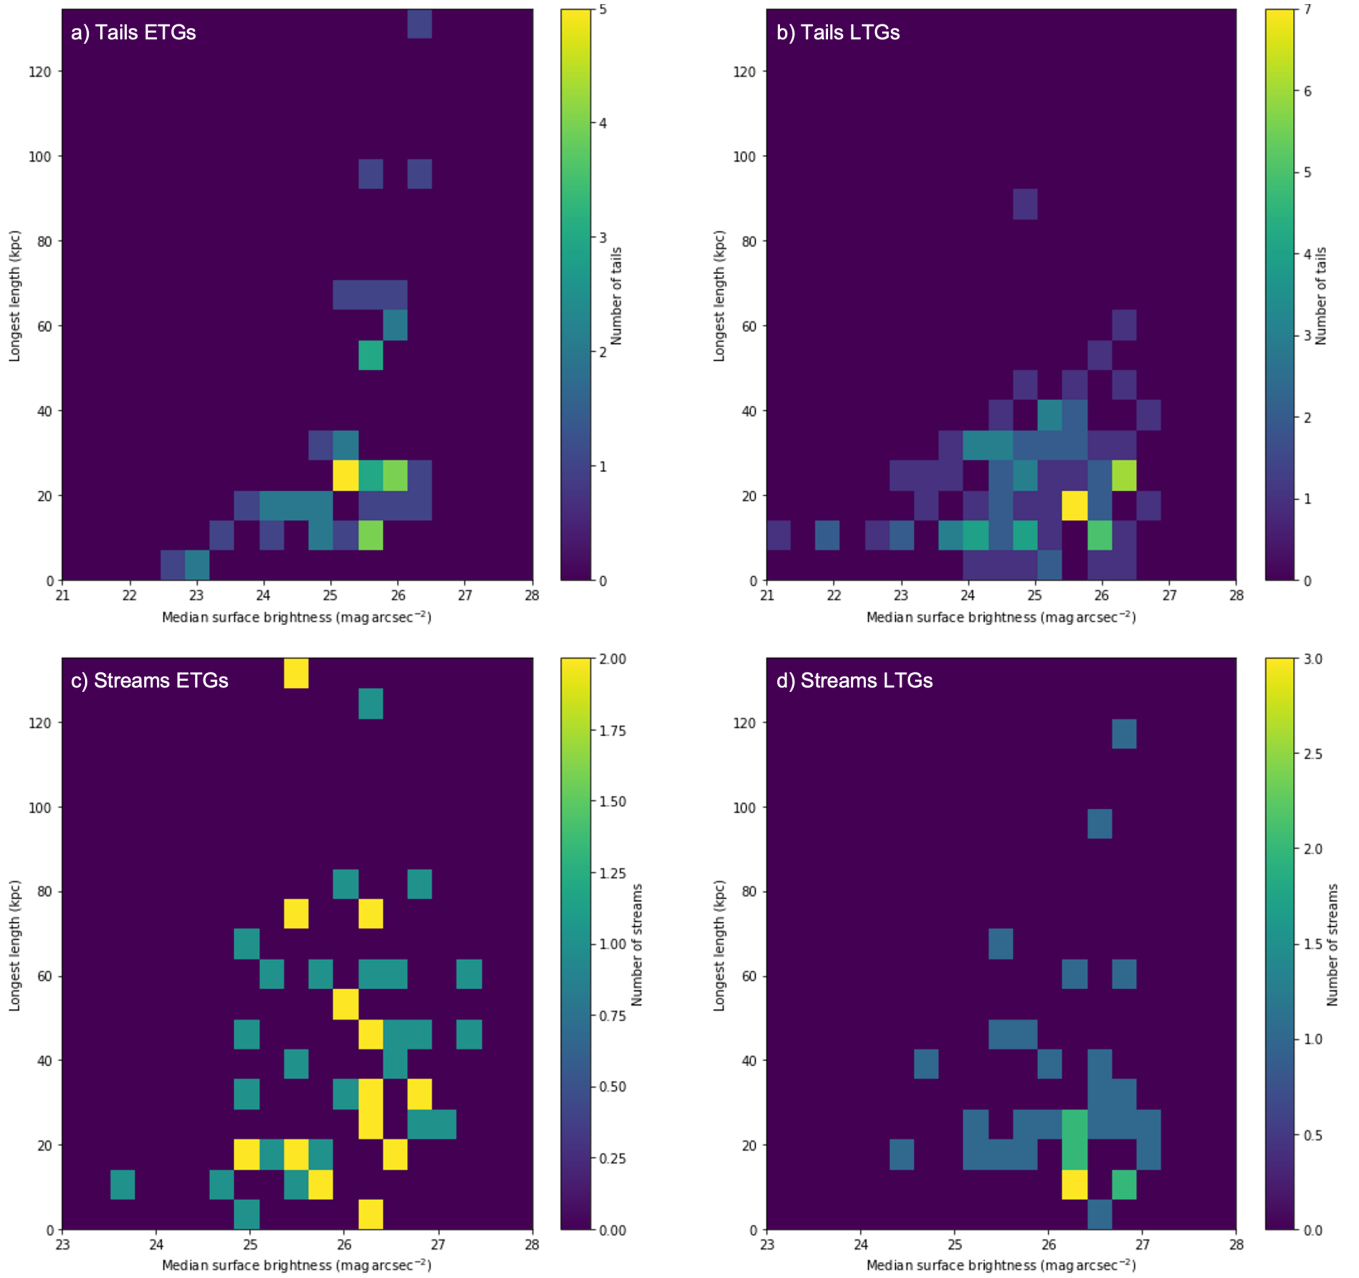 a) Tails ETGs
120
100
80
60
40
20
0
21 22 23 24 25 26 27 28
Longest length (kpc)
Median surface brightness (mag arcsec⁻²)
5
4
3
2
1
0
Number of tails
b) Tails LTGs
120
100
80
60
40
20
0
21 22 23 24 25 26 27 28
Longest length (kpc)
Median surface brightness (mag arcsec⁻²)
7
6
5
4
3
2
1
0
Number of tails
c) Streams ETGs
120
100
80
60
40
20
0
23 24 25 26 27 28
Longest length (kpc)
Median surface brightness (mag arcsec⁻²)
2.00
1.75
1.50
1.25
1.00
0.75
0.50
0.25
0.00
Number of streams
d) Streams LTGs
120
100
80
60
40
20
0
23 24 25 26 27 28
Longest length (kpc)
Median surface brightness (mag arcsec⁻²)
3.0
2.5
2.0
1.5
1.0
0.5
0.0
Number of streams